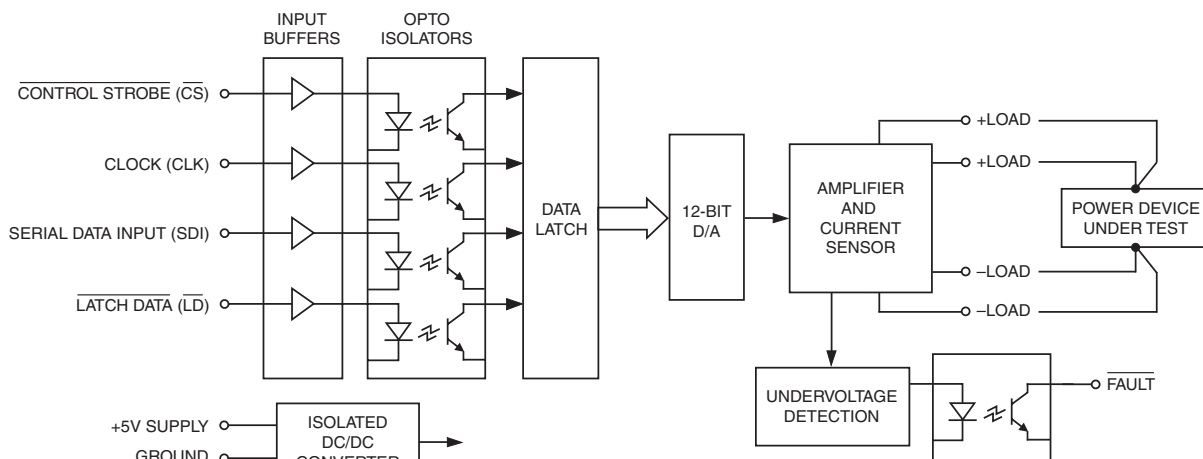 INPUT
BUFFERS
OPTO
ISOLATORS
CONTROL STROBE (CS)
CLOCK (CLK)
SERIAL DATA INPUT (SDI)
LATCH DATA (LD)
DATA
LATCH
12-BIT
D/A
AMPLIFIER
AND
CURRENT
SENSOR
+LOAD
+LOAD
–LOAD
–LOAD
POWER DEVICE
UNDER TEST
UNDERVOLTAGE
DETECTION
FAULT
+5V SUPPLY
GROUND
ISOLATED
DC/DC
CONVERTER